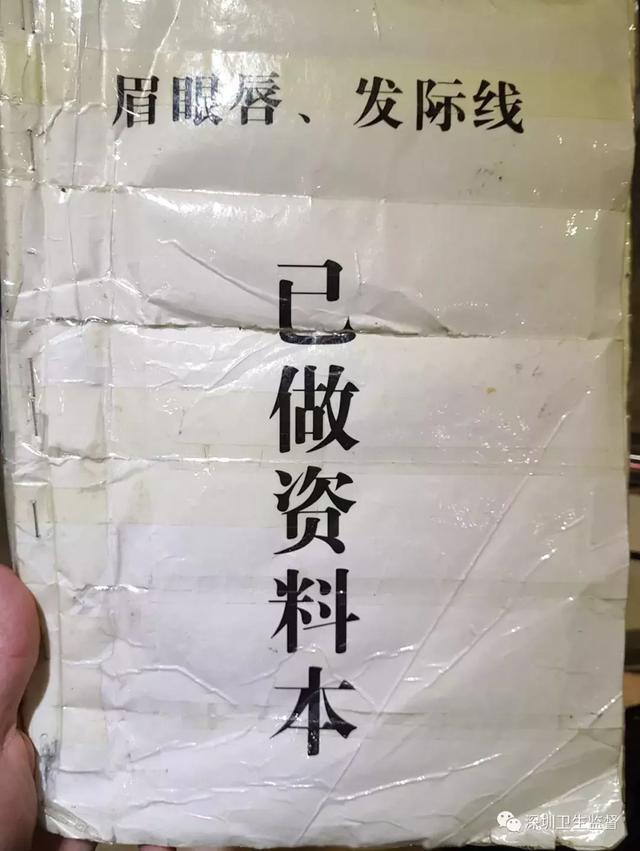 眉眼唇、发际线
已做资料本
深圳卫生监督